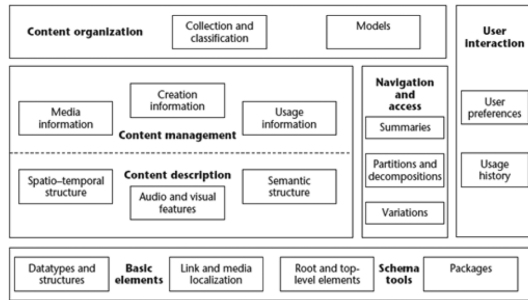 Content organization
Collection and
classification
Models
User
interaction
Media
information
Creation
information
Usage
information
Content management
Navigation
and
access
Summaries
Partitions and
decompositions
Variations
User
preferences
Usage
history
Content description
Spatio–temporal
structure
Audio and visual
features
Semantic
structure
Datatypes and
structures
Basic
elements
Link and media
localization
Root and top-
level elements
Schema
tools
Packages